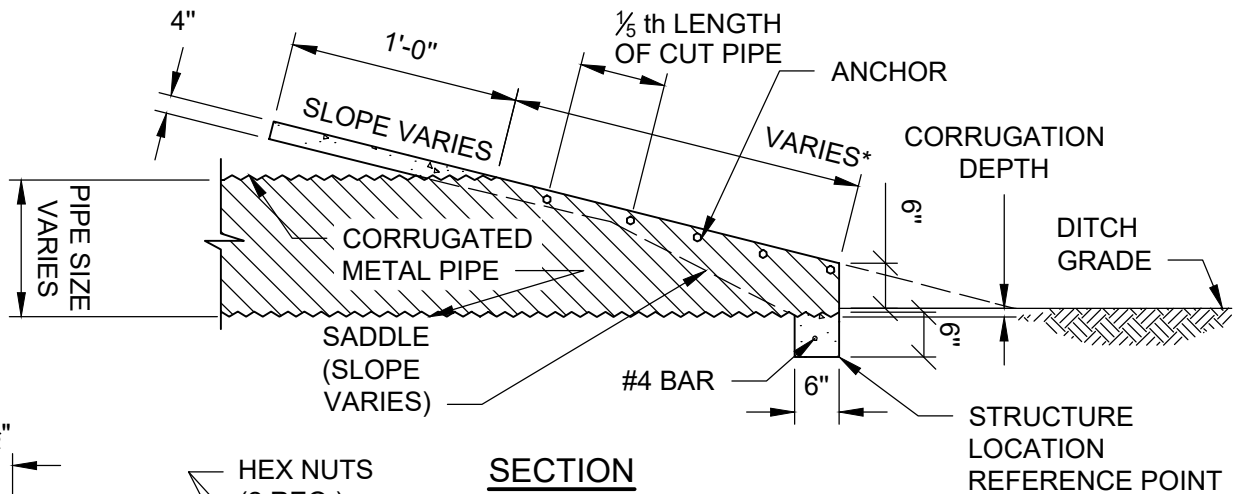 4"
1'-0"
⅕ th LENGTH
OF CUT PIPE
ANCHOR
SLOPE VARIES
VARIES*
CORRUGATION
DEPTH
6"
DITCH
GRADE
PIPE SIZE
VARIES
CORRUGATED
METAL PIPE
SADDLE
(SLOPE
VARIES)
#4 BAR
6"
6"
STRUCTURE
LOCATION
REFERENCE POINT
HEX NUTS
SECTION